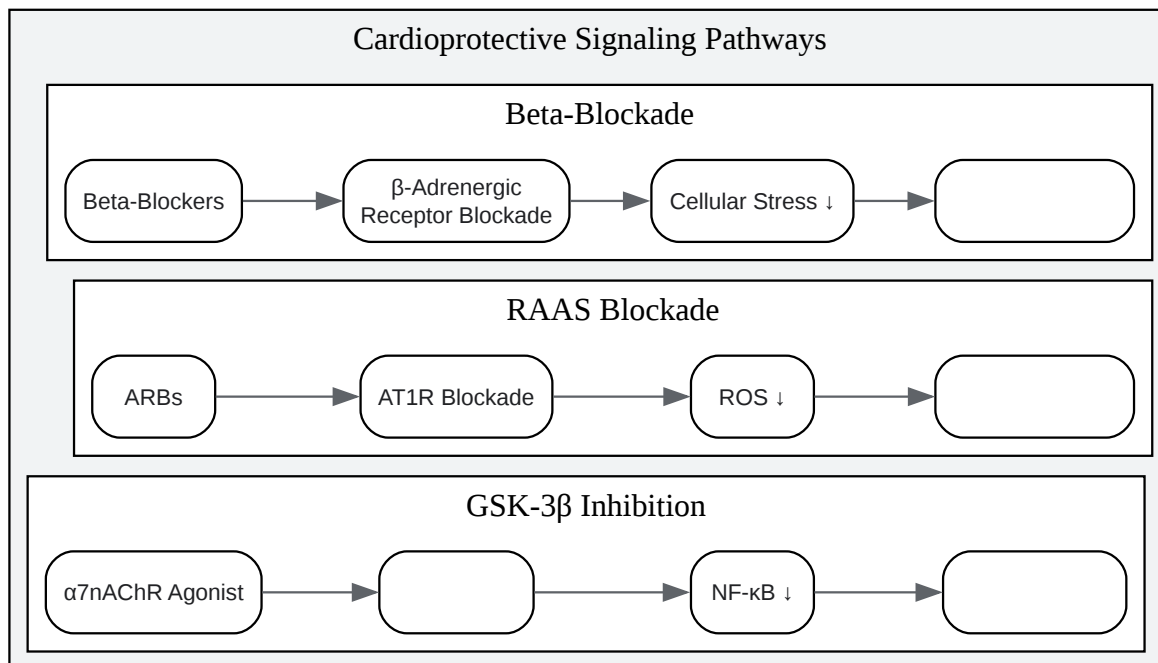 Cardioprotective Signaling Pathways
Beta-Blockade
Beta-Blockers
β-Adrenergic
Receptor Blockade
Cellular Stress ↓
RAAS Blockade
ARBs
AT1R Blockade
ROS ↓
GSK-3β Inhibition
α7nAChR Agonist
NF-κB ↓